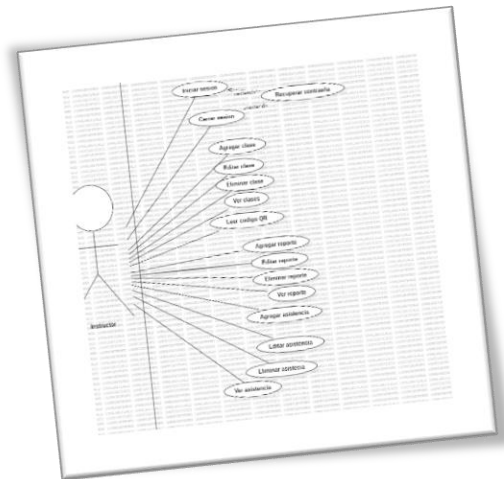 Iniciar sesion
Recuperar contraseña
Cerrar sesion
Agregar clase
Editar clase
Eliminar clase
Ver clases
Leer codigo QR
Agregar reporte
Editar reporte
Eliminar reporte
Ver reporte
Agregar asistencia
Editar asistencia
Eliminar asistencia
Ver asistencia
Instructor